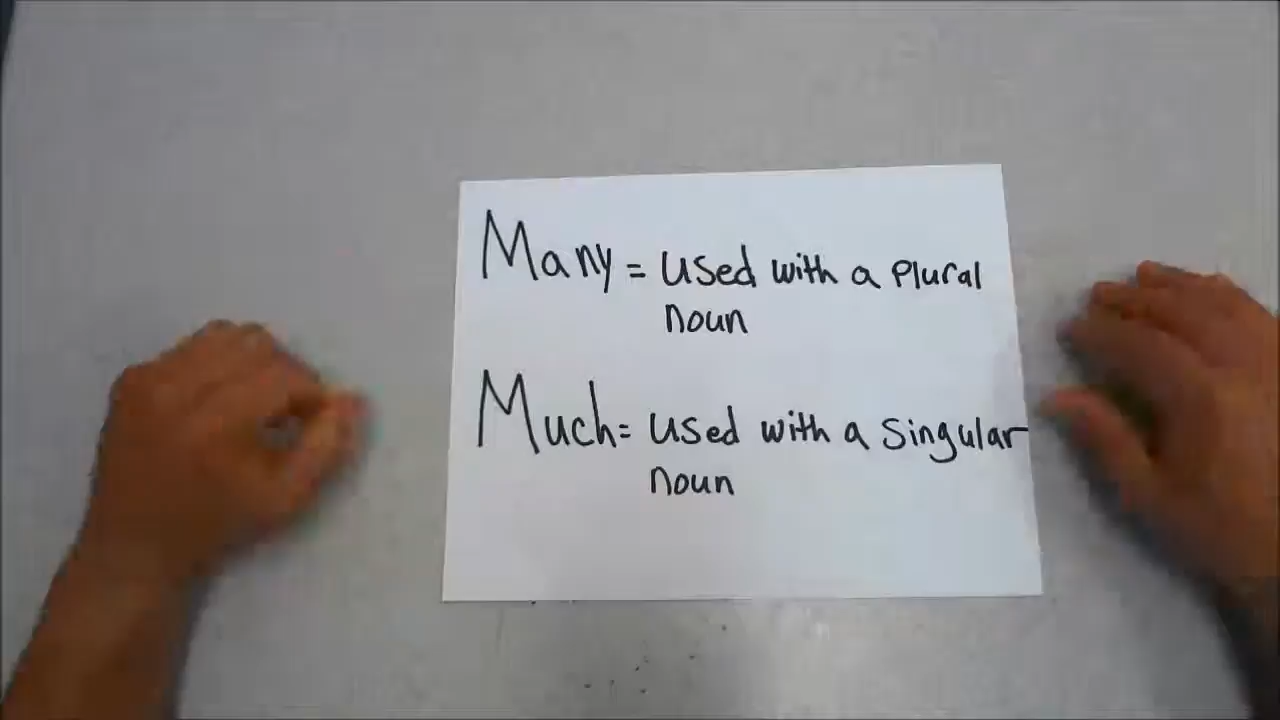 Many = Used with a Plural
noun
Much = Used with a Singular
noun